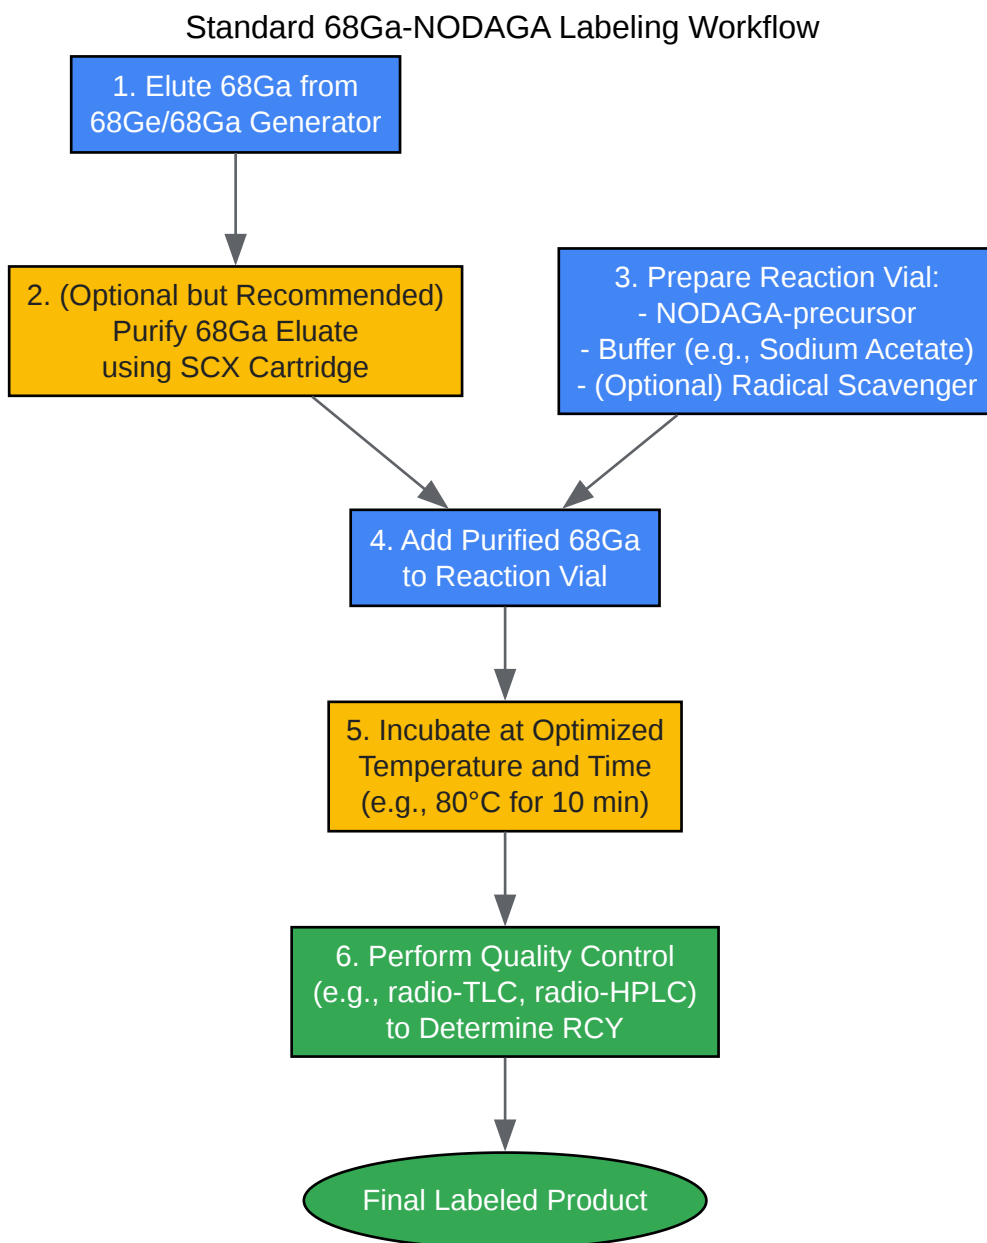 Standard 68Ga-NODAGA Labeling Workflow
1. Elute 68Ga from
68Ge/68Ga Generator
2. (Optional but Recommended)
Purify 68Ga Eluate
using SCX Cartridge
3. Prepare Reaction Vial:
- NODAGA-precursor
- Buffer (e.g., Sodium Acetate)
- (Optional) Radical Scavenger
4. Add Purified 68Ga
to Reaction Vial
5. Incubate at Optimized
Temperature and Time
(e.g., 80°C for 10 min)
6. Perform Quality Control
(e.g., radio-TLC, radio-HPLC)
to Determine RCY
Final Labeled Product